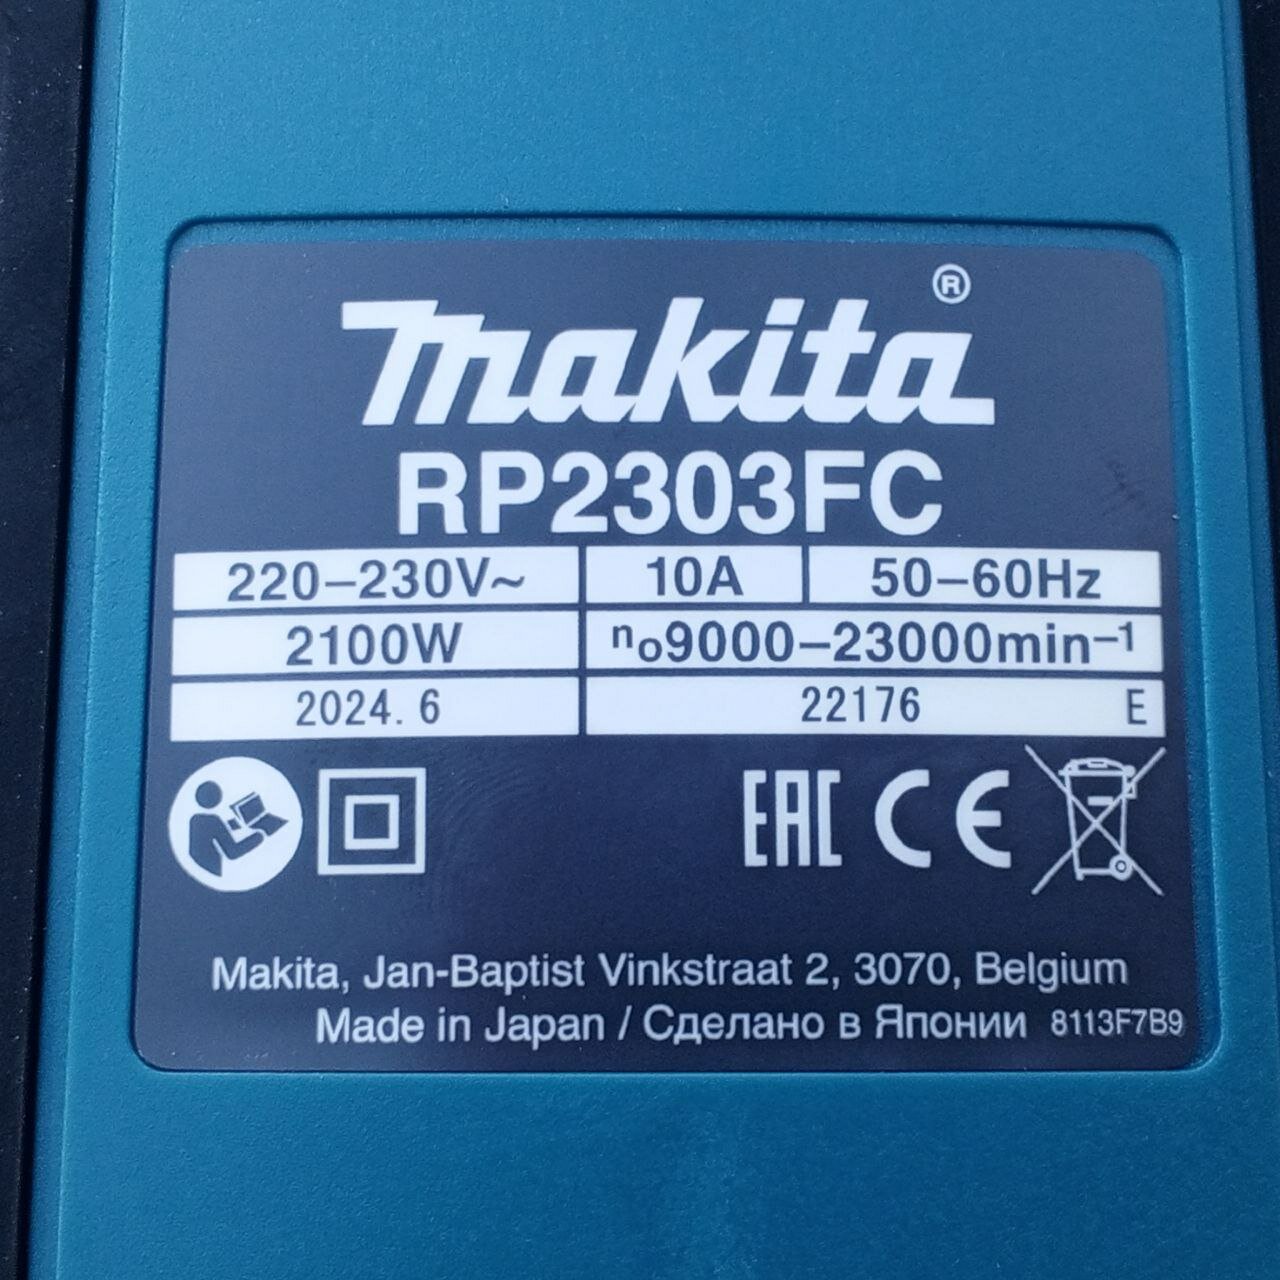 makita®
RP2303FC
220–230V~ 10A 50–60Hz
2100W no9000–23000min–1
2024. 6 22176 E
EAC CE
Makita, Jan-Baptist Vinkstraat 2, 3070, Belgium
Made in Japan / Сделано в Японии 8113F7B9